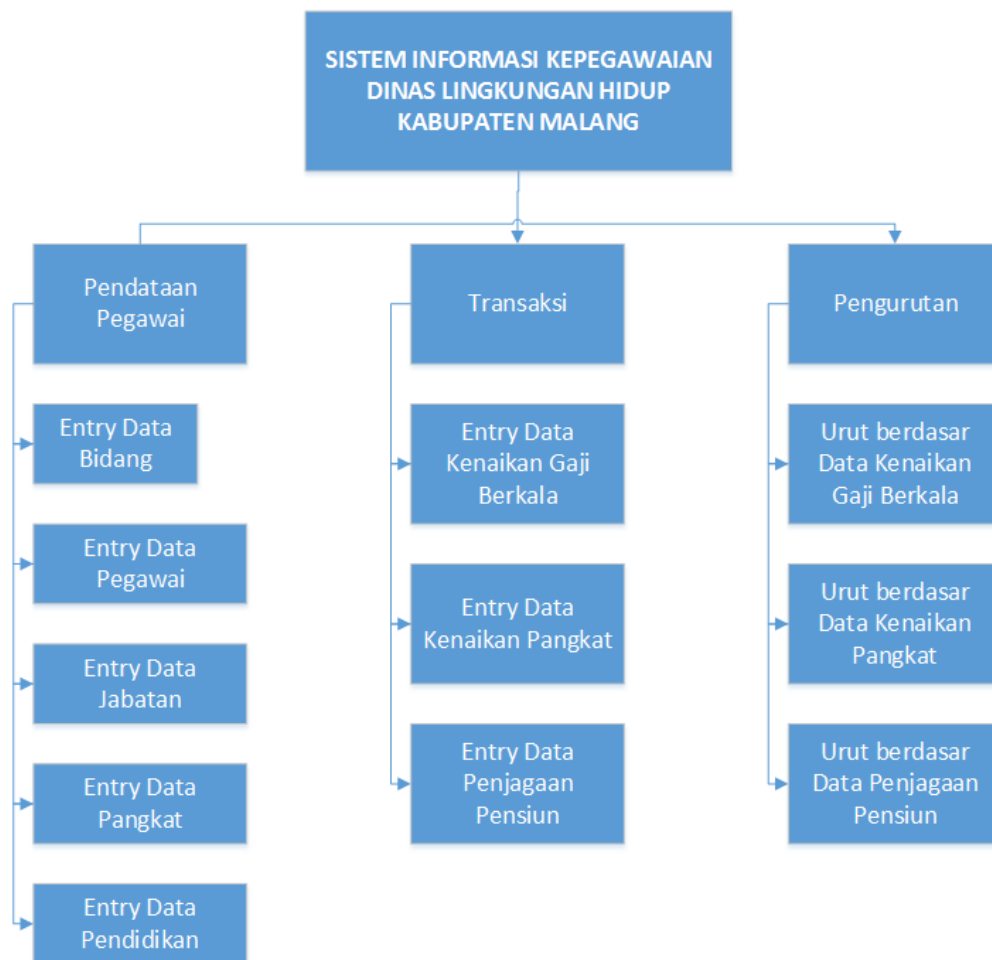 SISTEM INFORMASI KEPEGAWAIAN
DINAS LINGKUNGAN HIDUP
KABUPATEN MALANG
Pendataan
Pegawai
Entry Data
Bidang
Entry Data
Pegawai
Entry Data
Jabatan
Entry Data
Pangkat
Entry Data
Pendidikan
Transaksi
Entry Data
Kenaikan Gaji
Berkala
Entry Data
Kenaikan Pangkat
Entry Data
Penjagaan
Pensiun
Pengurutan
Urut berdasar
Data Kenaikan
Gaji Berkala
Urut berdasar
Data Kenaikan
Pangkat
Urut berdasar
Data Penjagaan
Pensiun